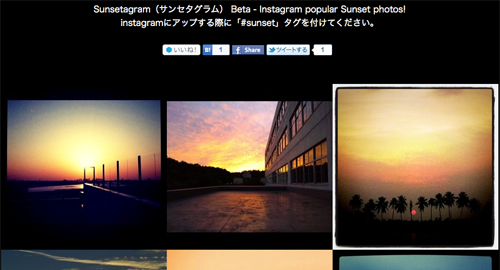 Sunsetagram（サンセタグラム） Beta - Instagram popular Sunset photos!
instagramにアップする際に「#sunset」タグを付けてください。
いいね! B! 1 Share ツイートする 1